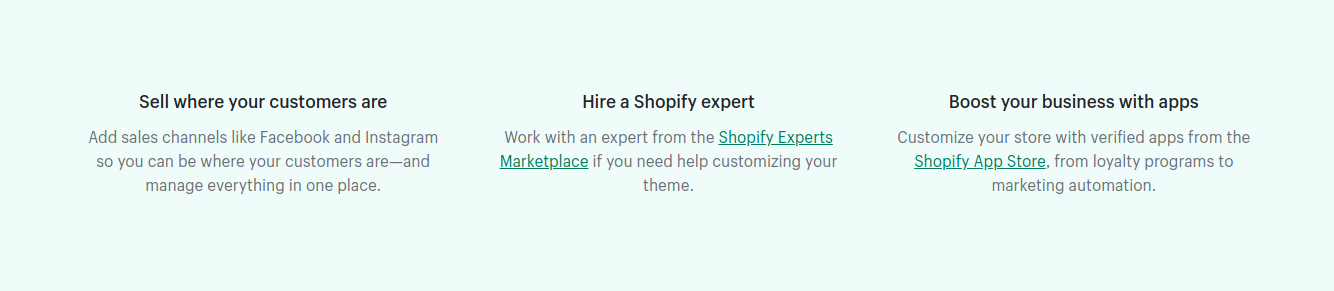 Sell where your customers are
Add sales channels like Facebook and Instagram
so you can be where your customers are—and
manage everything in one place.
Hire a Shopify expert
Work with an expert from the Shopify Experts
Marketplace if you need help customizing your
theme.
Boost your business with apps
Customize your store with verified apps from the
Shopify App Store, from loyalty programs to
marketing automation.